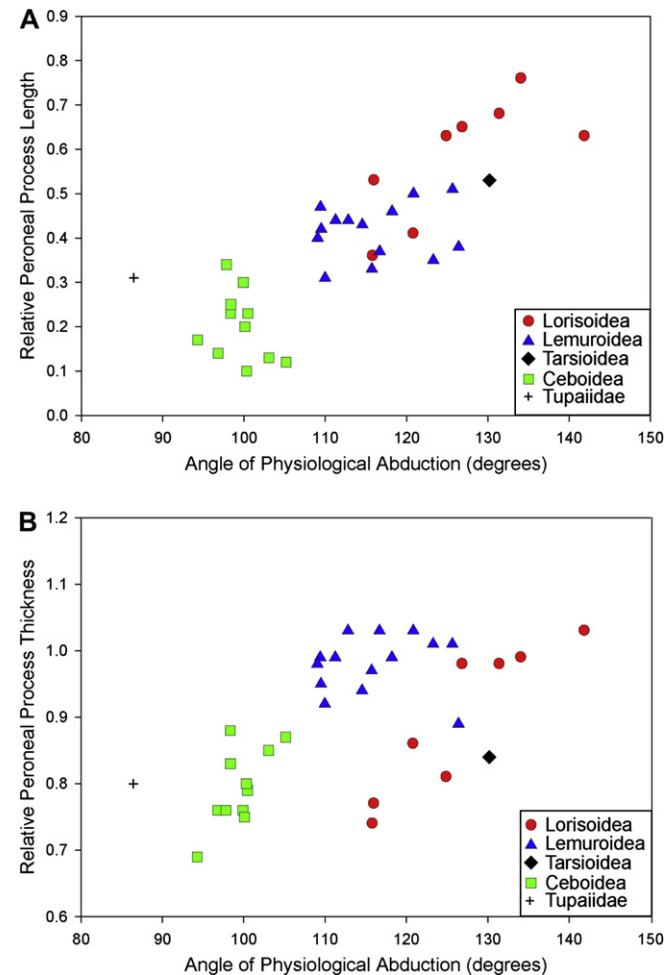 A
Relative Peroneal Process Length
0.9
0.8
0.7
0.6
0.5
0.4
0.3
0.2
0.1
0.0
Lorisoidea
Lemuroidea
Tarsioidea
Ceboidea
Tupaiidae
80 90 100 110 120 130 140 150
Angle of Physiological Abduction (degrees)
B
Relative Peroneal Process Thickness
1.2
1.1
1.0
0.9
0.8
0.7
0.6
Lorisoidea
Lemuroidea
Tarsioidea
Ceboidea
Tupaiidae
80 90 100 110 120 130 140 150
Angle of Physiological Abduction (degrees)